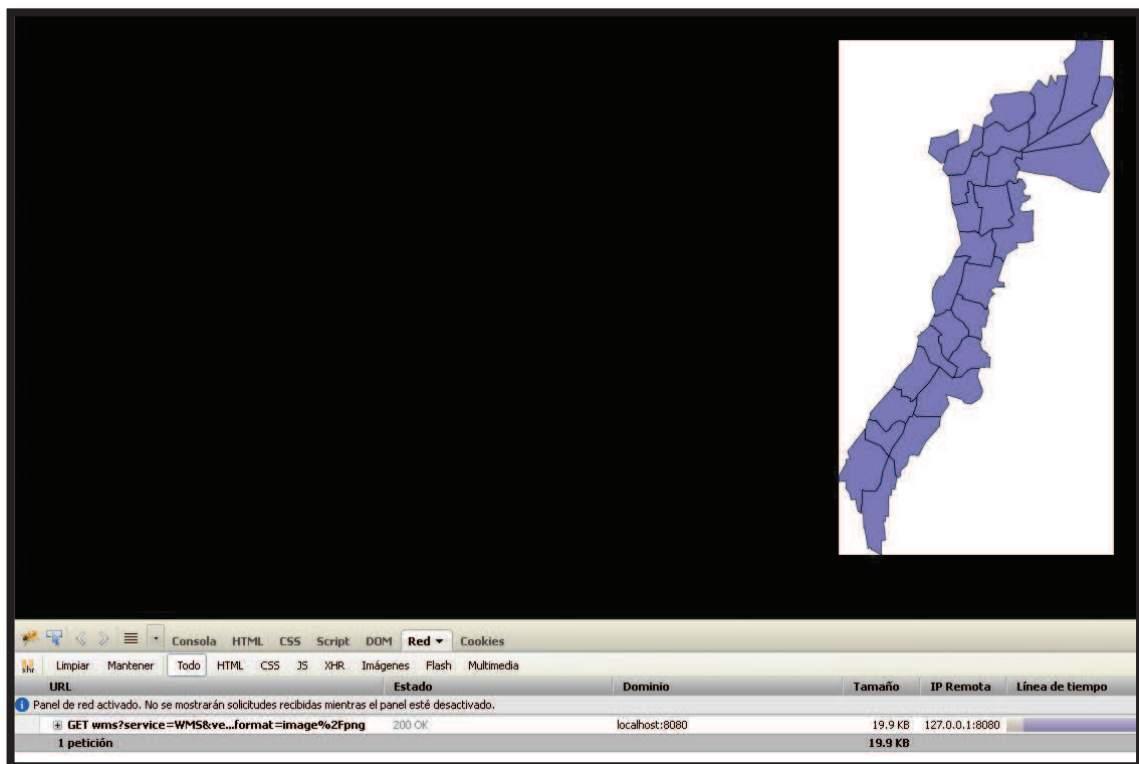 Consola HTML CSS Script DOM Red Cookies
Limpiar Mantener Todo HTML CSS JS XHR Imágenes Flash Multimedia
URL Estado Dominio Tamaño IP Remota Línea de tiempo
Panel de red activado. No se mostrarán solicitudes recibidas mientras el panel esté desactivado.
GET wms?service=WMS&ve...format=image%2Fpng 200 OK localhost:8080 19.9 KB 127.0.0.1:8080
1 petición 19.9 KB